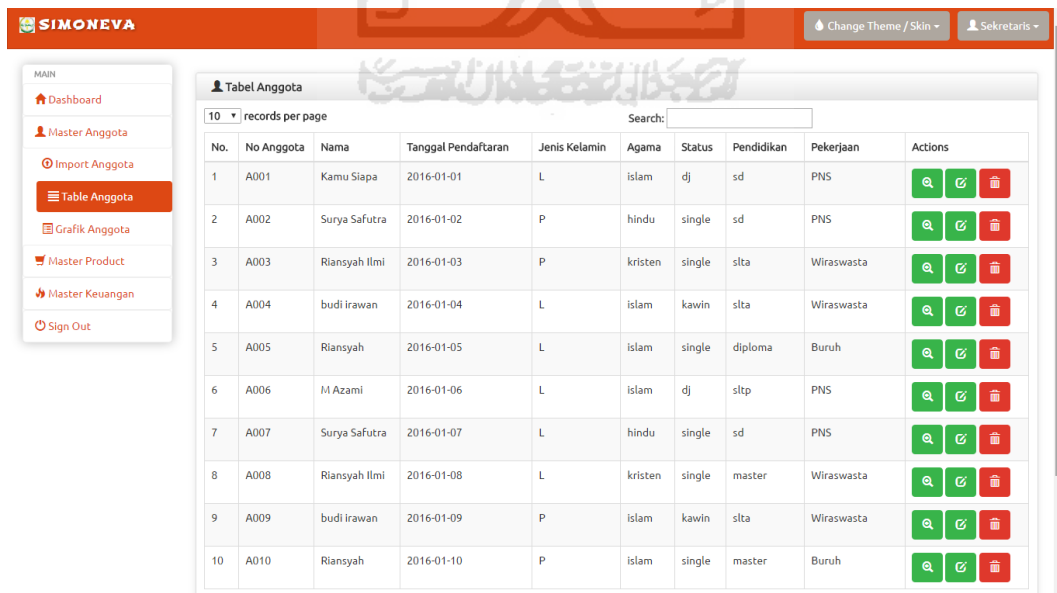 SIMONEVA
Change Theme / Skin
Sekretaris
MAIN
Dashboard
Master Anggota
Import Anggota
Table Anggota
Grafik Anggota
Master Product
Master Keuangan
Sign Out
Tabel Anggota
10 records per page
Search:
No. No Anggota Nama Tanggal Pendaftaran Jenis Kelamin Agama Status Pendidikan Pekerjaan Actions
1 A001 Kamu Siapa 2016-01-01 L islam dj sd PNS
2 A002 Surya Safutra 2016-01-02 P hindu single sd PNS
3 A003 Riansyah Ilmi 2016-01-03 P kristen single slta Wiraswasta
4 A004 budi irawan 2016-01-04 L islam kawin slta Wiraswasta
5 A005 Riansyah 2016-01-05 L islam single diploma Buruh
6 A006 M Azami 2016-01-06 L islam dj sltp PNS
7 A007 Surya Safutra 2016-01-07 L hindu single sd PNS
8 A008 Riansyah Ilmi 2016-01-08 L kristen single master Wiraswasta
9 A009 budi irawan 2016-01-09 P islam kawin slta Wiraswasta
10 A010 Riansyah 2016-01-10 P islam single master Buruh